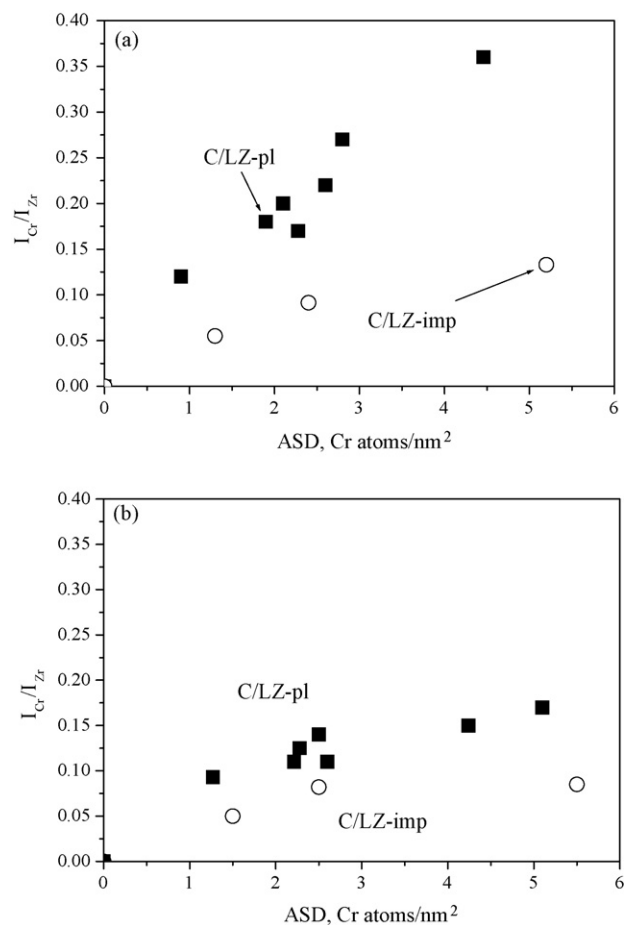 (a)
0.40
0.35
0.30
0.25
0.20
0.15
0.10
0.05
0.00
I_Cr/I_Zr
C/LZ-pl
C/LZ-imp
1 2 3 4 5 6
ASD, Cr atoms/nm²
(b)
0.40
0.35
0.30
0.25
0.20
0.15
0.10
0.05
0.00
I_Cr/I_Zr
C/LZ-pl
C/LZ-imp
0 1 2 3 4 5 6
ASD, Cr atoms/nm²